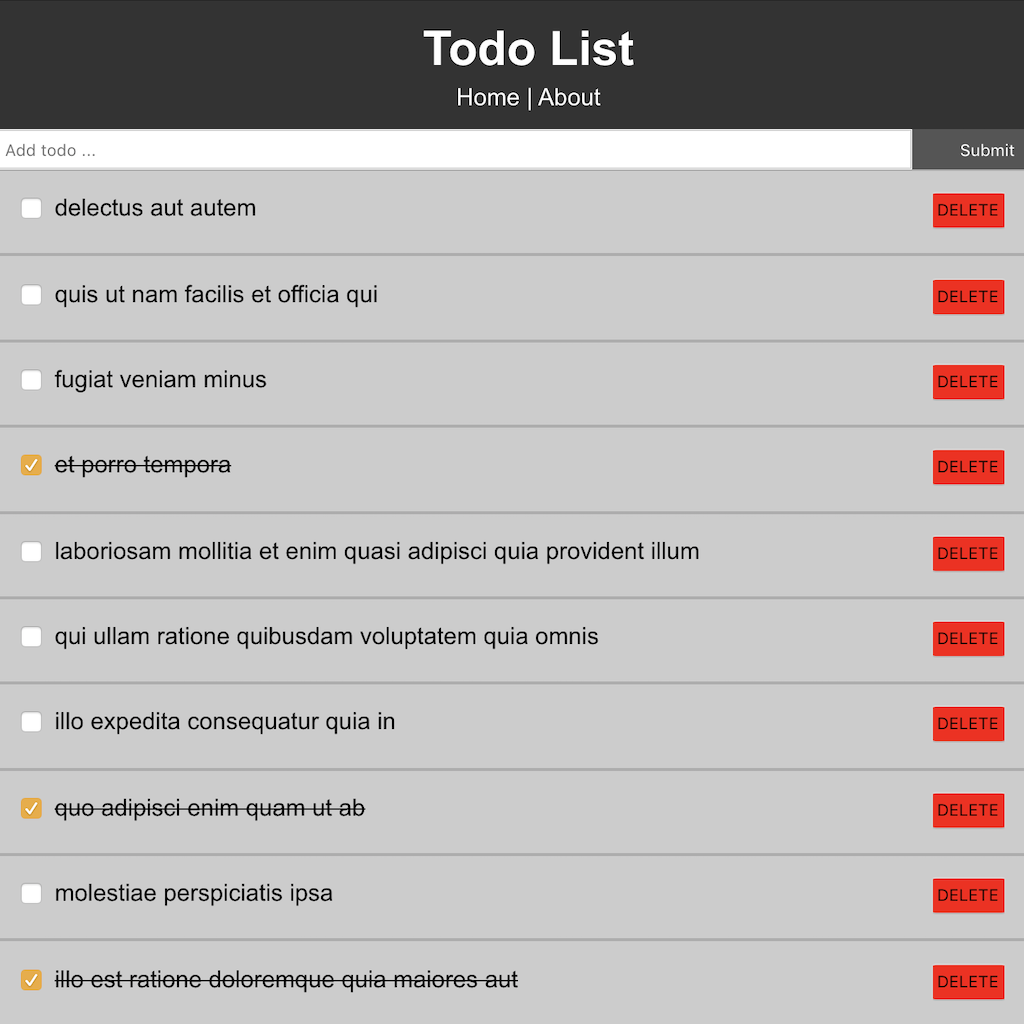 Todo List
Home | About
Add todo ... Submit
delectus aut autem DELETE
quis ut nam facilis et officia qui DELETE
fugiat veniam minus DELETE
et porro tempora DELETE
laboriosam mollitia et enim quasi adipisci quia provident illum DELETE
qui ullam ratione quibusdam voluptatem quia omnis DELETE
illo expedita consequatur quia in DELETE
quo adipisci enim quam ut ab DELETE
molestiae perspiciatis ipsa DELETE
illo est ratione doloremque quia maiores aut DELETE